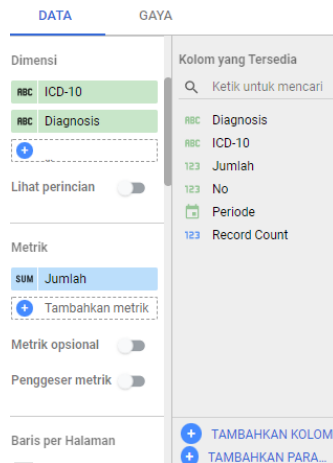 DATA
GAYA
Dimensi
ABC ICD-10
ABC Diagnosis
Lihat perincian
Metrik
SUM Jumlah
Tambahkan metrik
Metrik opsional
Penggeser metrik
Baris per Halaman
Kolom yang Tersedia
Ketik untuk mencari
ABC Diagnosis
ABC ICD-10
123 Jumlah
123 No
Periode
123 Record Count
TAMBAHKAN KOLOM
TAMBAHKAN PARA...